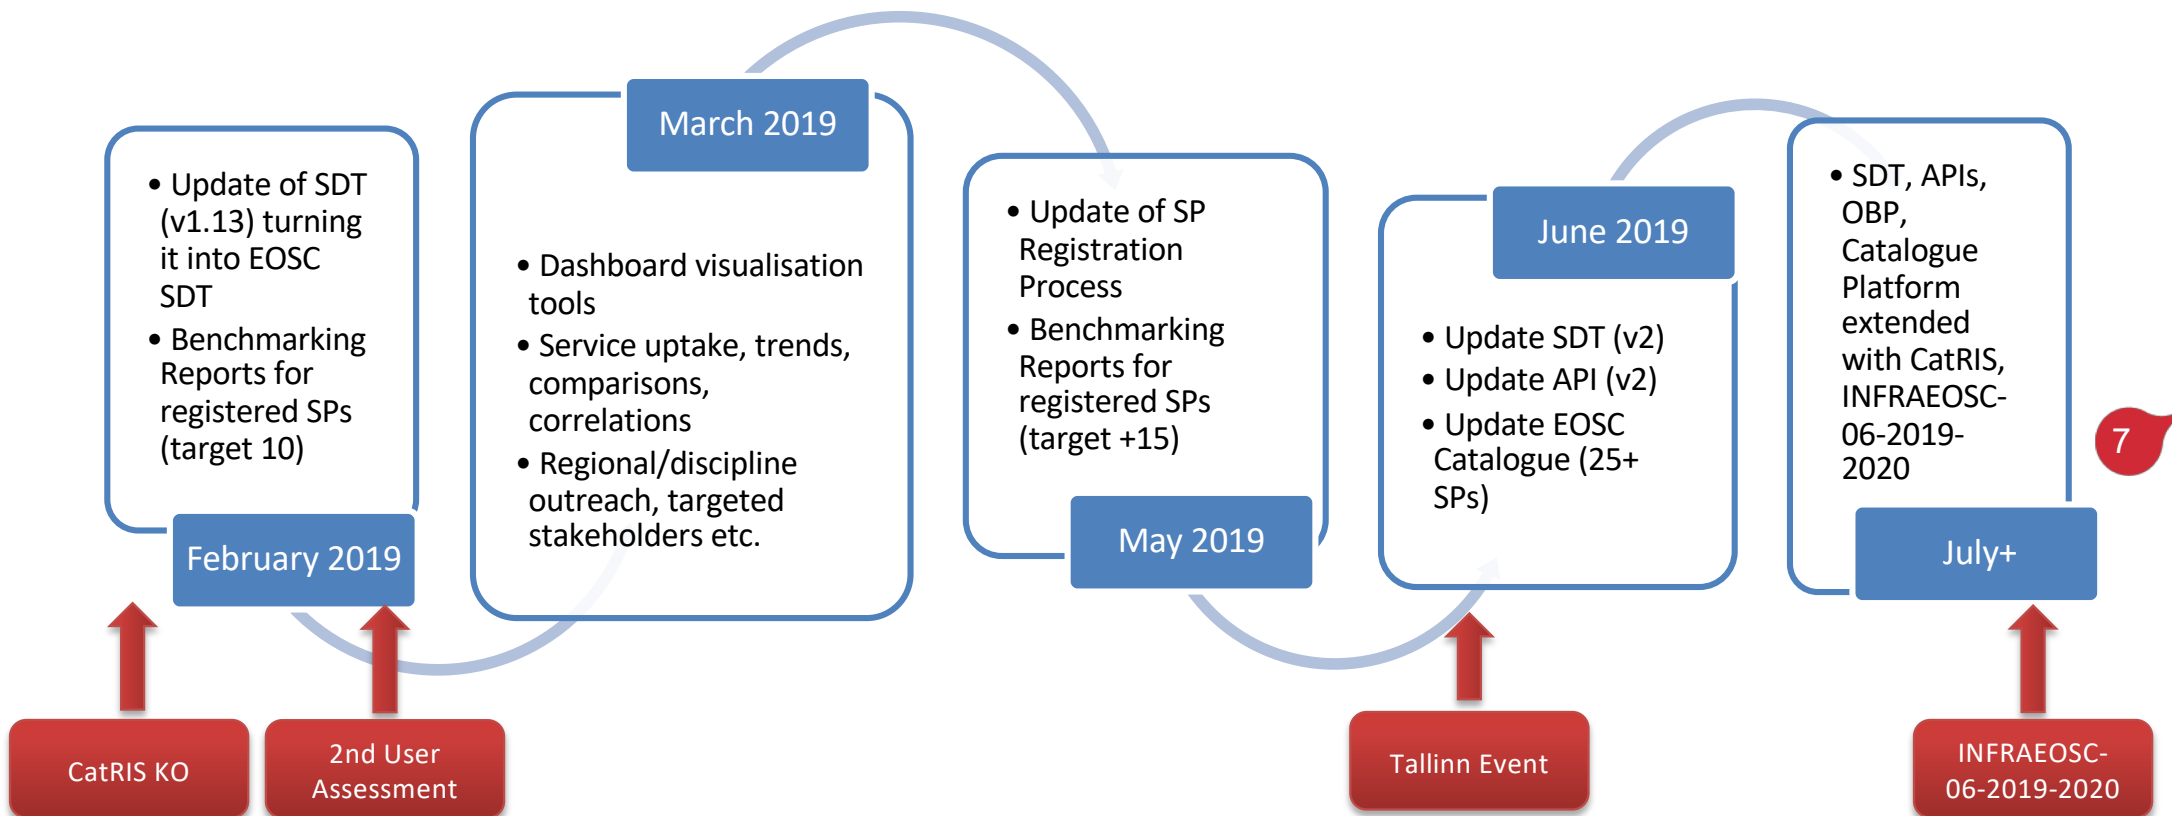 • Update of SDT
(v1.13) turning
it into EOSC
SDT
• Benchmarking
Reports for
registered SPs
(target 10)
February 2019
March 2019
• Dashboard visualisation
tools
• Service uptake, trends,
comparisons,
correlations
• Regional/discipline
outreach, targeted
stakeholders etc.
• Update of SP
Registration
Process
• Benchmarking
Reports for
registered SPs
(target +15)
May 2019
June 2019
• Update SDT (v2)
• Update API (v2)
• Update EOSC
Catalogue (25+
SPs)
• SDT, APIs,
OBP,
Catalogue
Platform
extended
with CatRIS,
INFRAEOSC-
06-2019-
2020
July+
7
CatRIS KO
2nd User
Assessment
Tallinn Event
INFRAEOSC-
06-2019-2020